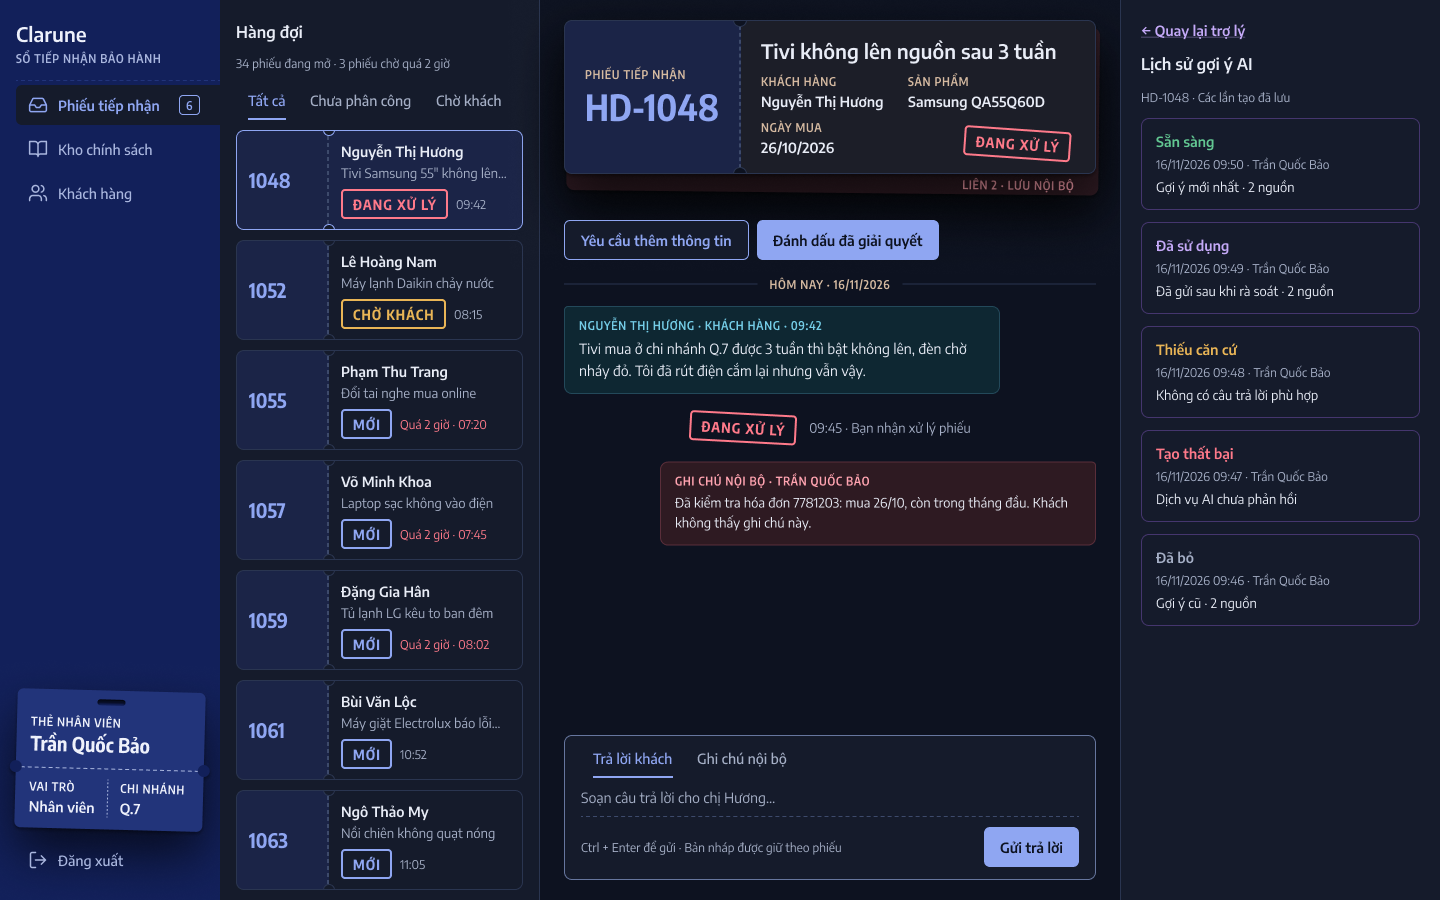 Clarune
SỔ TIẾP NHẬN BẢO HÀNH
Phiếu tiếp nhận
6
Kho chính sách
Khách hàng
THẺ NHÂN VIÊN
Trần Quốc Bảo
VAI TRÒ
Nhân viên
CHI NHÁNH
Q.7
Đăng xuất
Hàng đợi
34 phiếu đang mở · 3 phiếu chờ quá 2 giờ
Tất cả
Chưa phân công
Chờ khách
1048
Nguyễn Thị Hương
Tivi Samsung 55" không lên...
ĐANG XỬ LÝ
09:42
1052
Lê Hoàng Nam
Máy lạnh Daikin chảy nước
CHỜ KHÁCH
08:15
1055
Phạm Thu Trang
Đổi tai nghe mua online
MỚI
Quá 2 giờ · 07:20
1057
Võ Minh Khoa
Laptop sạc không vào điện
MỚI
Quá 2 giờ · 07:45
1059
Đặng Gia Hân
Tủ lạnh LG kêu to ban đêm
MỚI
Quá 2 giờ · 08:02
1061
Bùi Văn Lộc
Máy giặt Electrolux báo lỗi...
MỚI
10:52
1063
Ngô Thảo My
Nồi chiên không quạt nóng
MỚI
11:05
PHIẾU TIẾP NHẬN
HD-1048
Tivi không lên nguồn sau 3 tuần
KHÁCH HÀNG
Nguyễn Thị Hương
SẢN PHẨM
Samsung QA55Q60D
NGÀY MUA
26/10/2026
ĐANG XỬ LÝ
LIÊN 2 · LƯU NỘI BỘ
Yêu cầu thêm thông tin
Đánh dấu đã giải quyết
HÔM NAY · 16/11/2026
NGUYỄN THỊ HƯƠNG · KHÁCH HÀNG · 09:42
Tivi mua ở chi nhánh Q.7 được 3 tuần thì bật không lên, đèn chờ
nháy đỏ. Tôi đã rút điện cắm lại nhưng vẫn vậy.
ĐANG XỬ LÝ
09:45 · Bạn nhận xử lý phiếu
GHI CHÚ NỘI BỘ · TRẦN QUỐC BẢO
Đã kiểm tra hóa đơn 7781203: mua 26/10, còn trong tháng đầu. Khách
không thấy ghi chú này.
Trả lời khách
Ghi chú nội bộ
Soạn câu trả lời cho chị Hương...
Ctrl + Enter để gửi · Bản nháp được giữ theo phiếu
Gửi trả lời
← Quay lại trợ lý
Lịch sử gợi ý AI
HD-1048 · Các lần tạo đã lưu
Sẵn sàng
16/11/2026 09:50 · Trần Quốc Bảo
Gợi ý mới nhất · 2 nguồn
Đã sử dụng
16/11/2026 09:49 · Trần Quốc Bảo
Đã gửi sau khi rà soát · 2 nguồn
Thiếu căn cứ
16/11/2026 09:48 · Trần Quốc Bảo
Không có câu trả lời phù hợp
Tạo thất bại
16/11/2026 09:47 · Trần Quốc Bảo
Dịch vụ AI chưa phản hồi
Đã bỏ
16/11/2026 09:46 · Trần Quốc Bảo
Gợi ý cũ · 2 nguồn